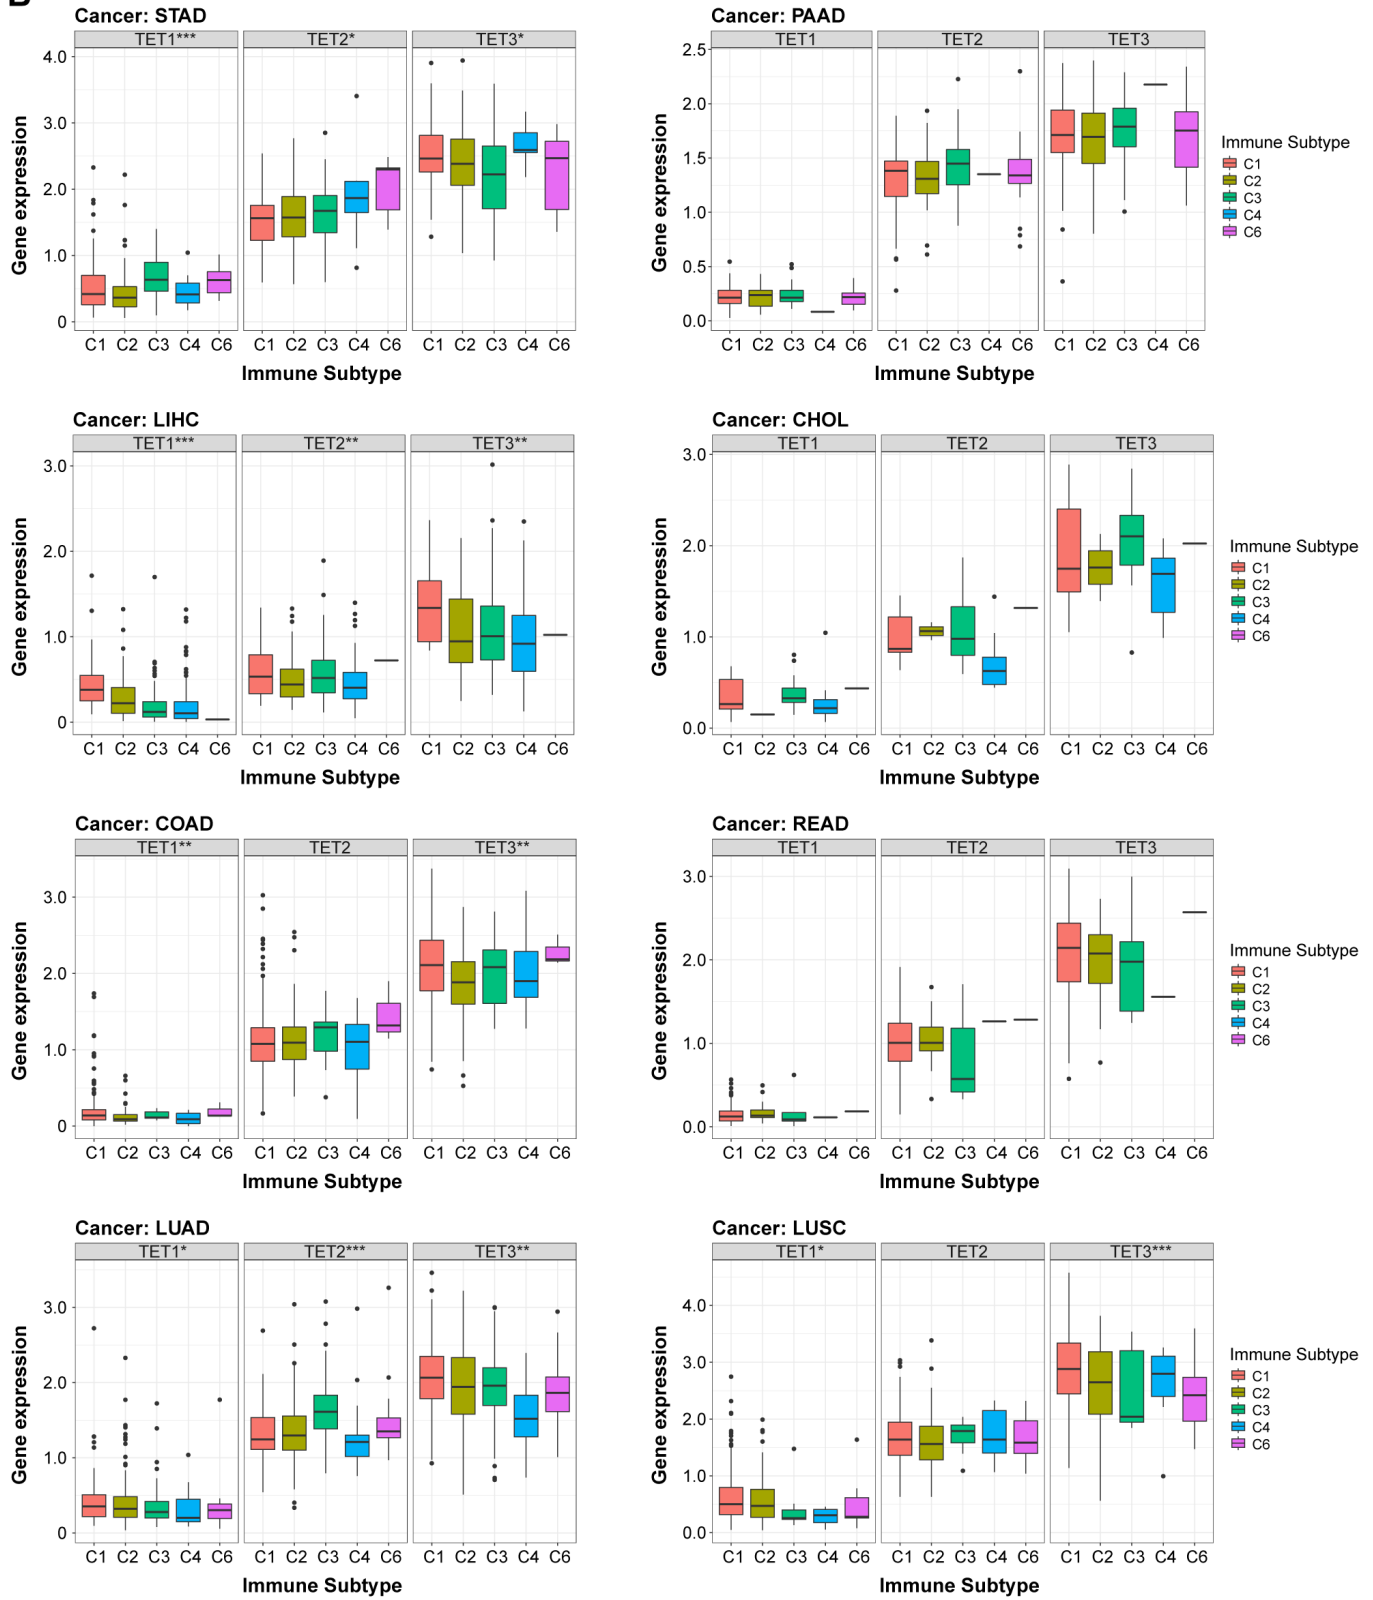 B
Cancer: STAD
TET1*** TET2* TET3*
Gene expression
4.0
3.0
2.0
1.0
0
C1 C2 C3 C4 C6 C1 C2 C3 C4 C6 C1 C2 C3 C4 C6
Immune Subtype
Cancer: PAAD
TET1 TET2 TET3
Gene expression
2.5
2.0
1.5
1.0
0.5
0.0
C1 C2 C3 C4 C6 C1 C2 C3 C4 C6 C1 C2 C3 C4 C6
Immune Subtype
Immune Subtype
C1
C2
C3
C4
C6
Cancer: LIHC
TET1*** TET2** TET3**
Gene expression
3.0
2.0
1.0
0
C1 C2 C3 C4 C6 C1 C2 C3 C4 C6 C1 C2 C3 C4 C6
Immune Subtype
Cancer: CHOL
TET1 TET2 TET3
Gene expression
3.0
2.0
1.0
0.0
C1 C2 C3 C4 C6 C1 C2 C3 C4 C6 C1 C2 C3 C4 C6
Immune Subtype
Immune Subtype
C1
C2
C3
C4
C6
Cancer: COAD
TET1** TET2 TET3**
Gene expression
3.0
2.0
1.0
0
C1 C2 C3 C4 C6 C1 C2 C3 C4 C6 C1 C2 C3 C4 C6
Immune Subtype
Cancer: READ
TET1 TET2 TET3
Gene expression
3.0
2.0
1.0
0.0
C1 C2 C3 C4 C6 C1 C2 C3 C4 C6 C1 C2 C3 C4 C6
Immune Subtype
Immune Subtype
C1
C2
C3
C4
C6
Cancer: LUAD
TET1* TET2*** TET3**
Gene expression
3.0
2.0
1.0
0
C1 C2 C3 C4 C6 C1 C2 C3 C4 C6 C1 C2 C3 C4 C6
Immune Subtype
Cancer: LUSC
TET1* TET2 TET3***
Gene expression
4.0
3.0
2.0
1.0
0.0
C1 C2 C3 C4 C6 C1 C2 C3 C4 C6 C1 C2 C3 C4 C6
Immune Subtype
Immune Subtype
C1
C2
C3
C4
C6